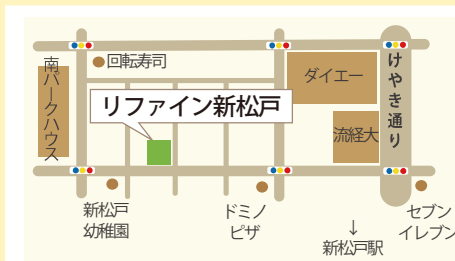 回転寿司
南パークハウス
ダイエー
けやき通り
リファイン新松戸
流経大
新松戸
幼稚園
ドミノ
ピザ
↓
新松戸駅
セブン
イレブン